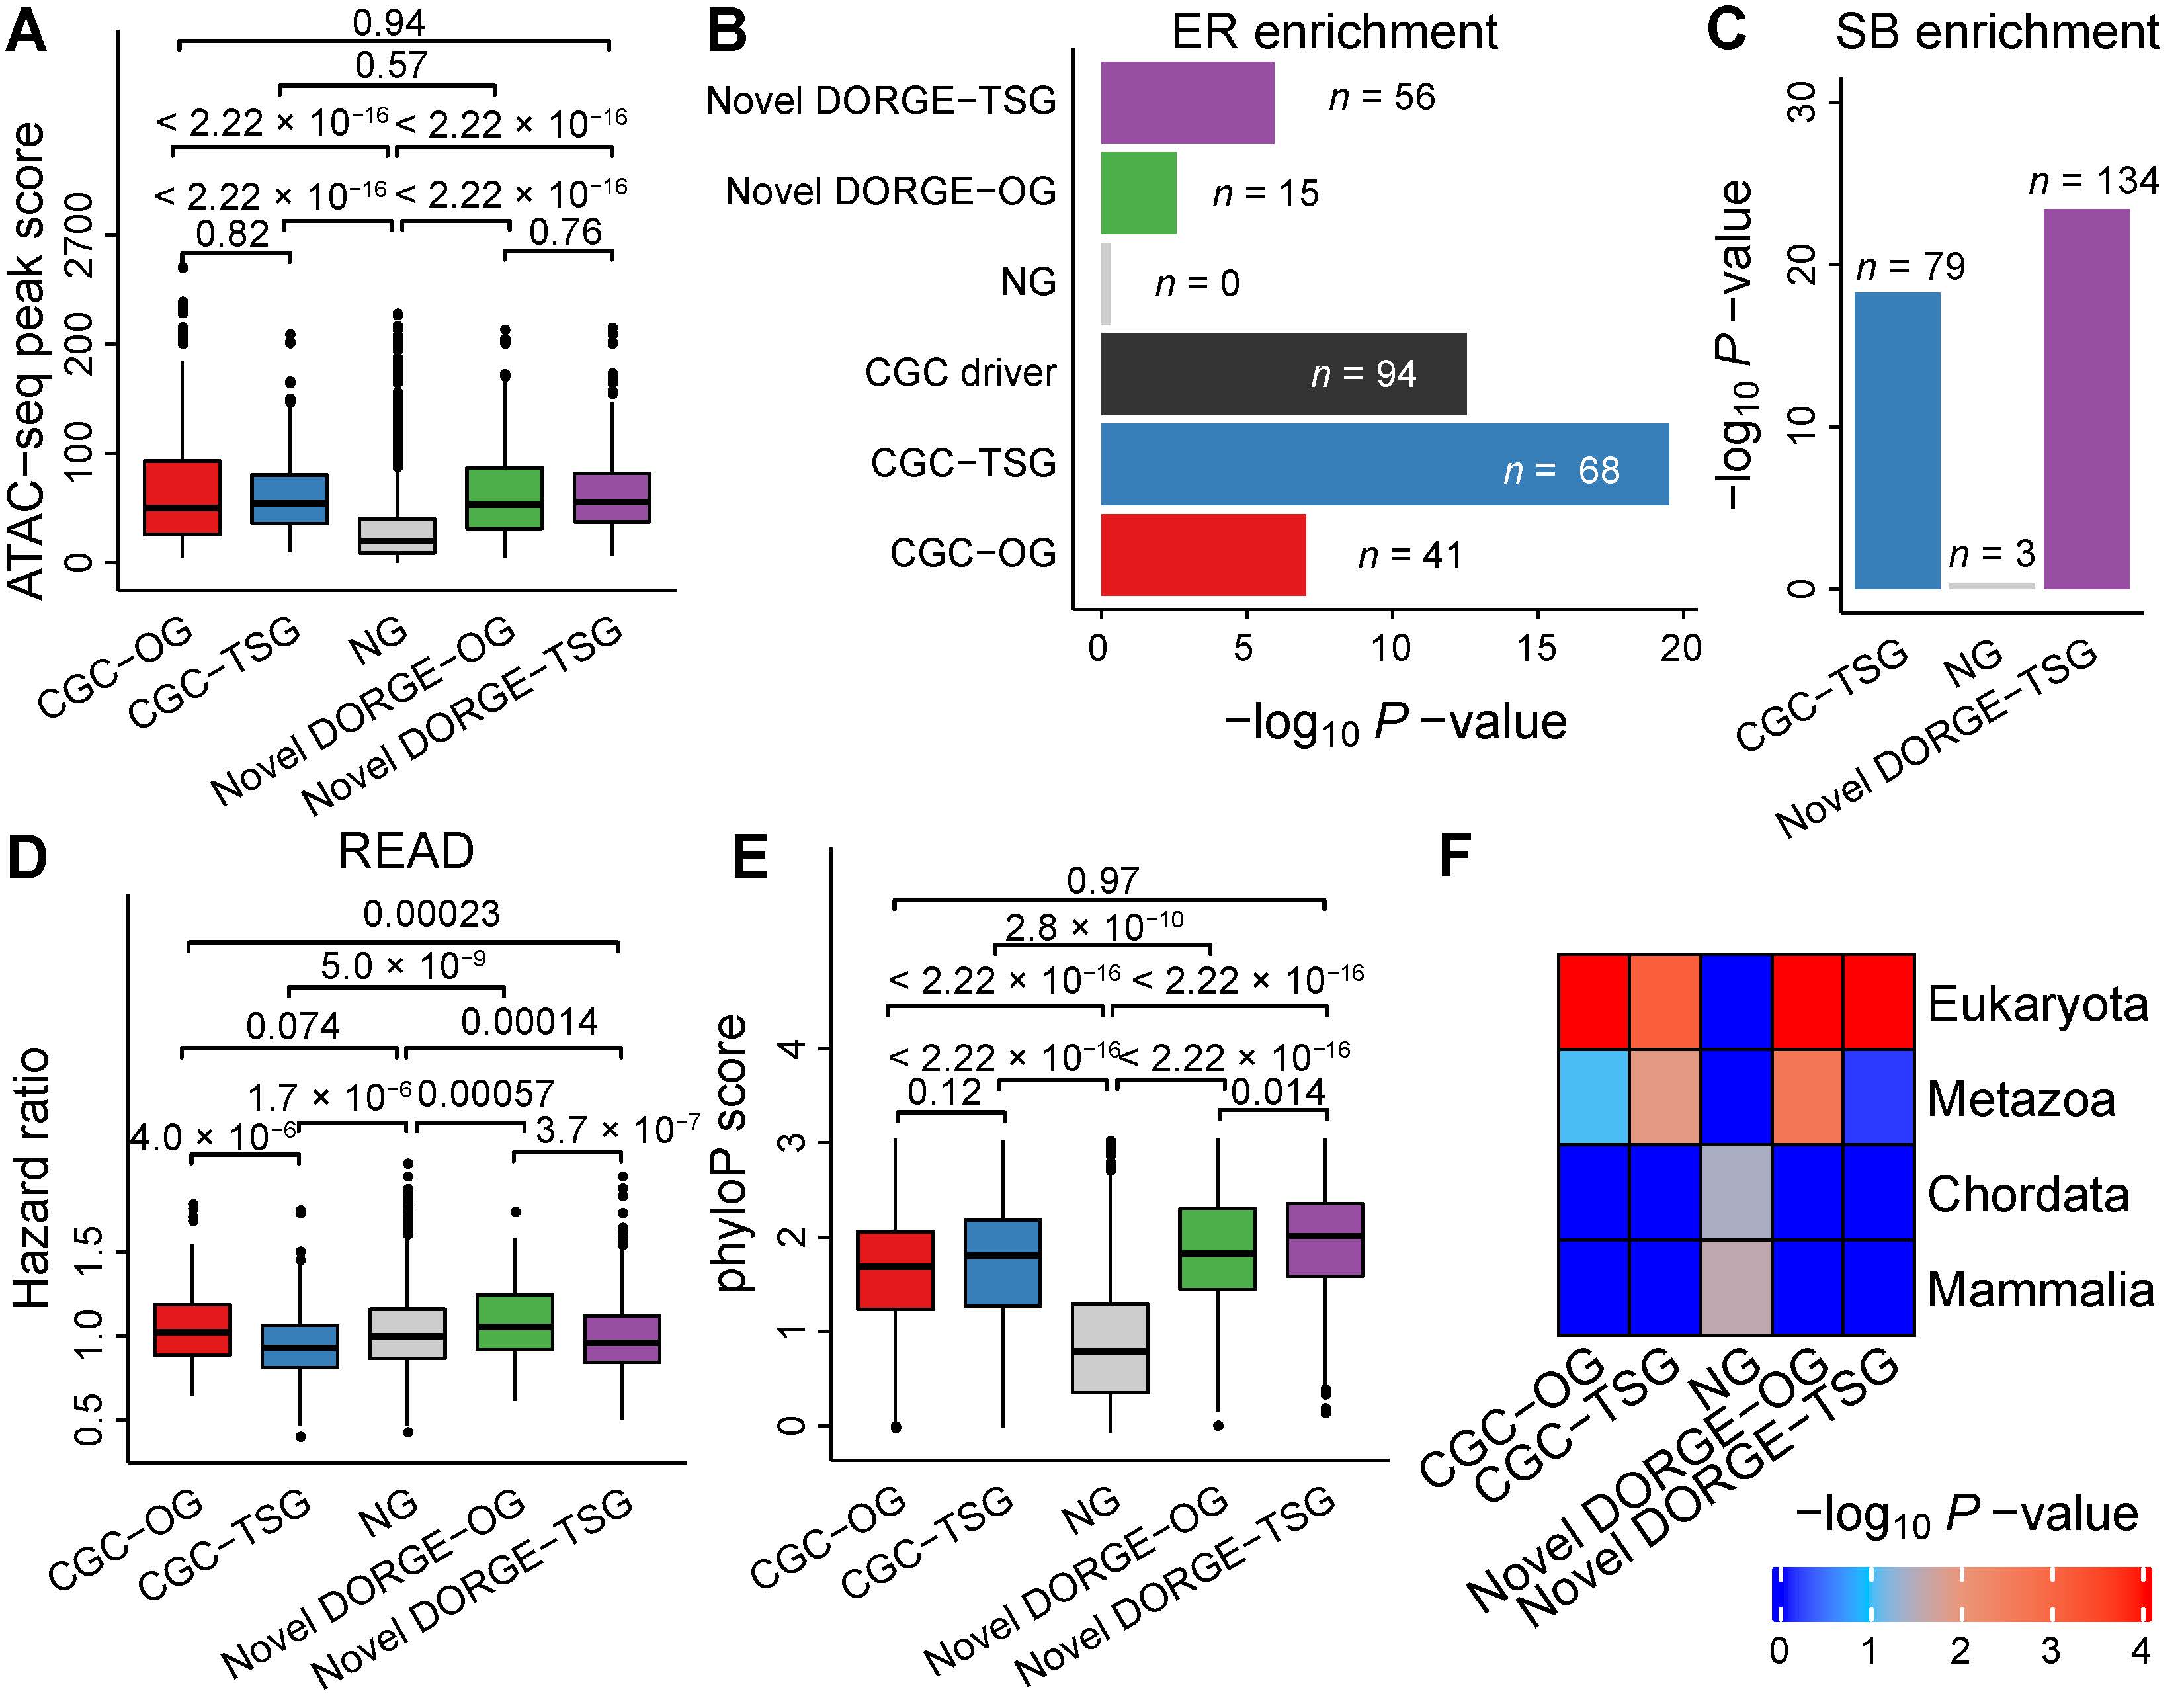 A
0.94
0.57
< 2.22 × 10⁻¹⁶ < 2.22 × 10⁻¹⁶
< 2.22 × 10⁻¹⁶ < 2.22 × 10⁻¹⁶
0.82
0.76
ATAC−seq peak score
0
100
200
2700
CGC−OG
CGC−TSG
NG
Novel DORGE−OG
Novel DORGE−TSG
B
ER enrichment
Novel DORGE−TSG
n = 56
Novel DORGE−OG
n = 15
NG
n = 0
CGC driver
n = 94
CGC−TSG
n = 68
CGC−OG
n = 41
0 5 10 15 20
−log₁₀ P −value
C
SB enrichment
−log₁₀ P −value
30
20
10
0
n = 79
n = 3
n = 134
CGC−TSG
NG
Novel DORGE−TSG
D
READ
0.00023
5.0 × 10⁻⁹
0.074
0.00014
1.7 × 10⁻⁶
0.00057
4.0 × 10⁻⁶
3.7 × 10⁻⁷
Hazard ratio
1.5
1.0
0.5
CGC−OG
CGC−TSG
NG
Novel DORGE−OG
Novel DORGE−TSG
E
0.97
2.8 × 10⁻¹⁰
< 2.22 × 10⁻¹⁶ < 2.22 × 10⁻¹⁶
< 2.22 × 10⁻¹⁶ < 2.22 × 10⁻¹⁶
0.12
0.014
phyloP score
4
3
2
1
0
CGC−OG
CGC−TSG
NG
Novel DORGE−OG
Novel DORGE−TSG
F
Eukaryota
Metazoa
Chordata
Mammalia
CGC−OG
CGC−TSG
NG
Novel DORGE−OG
Novel DORGE−TSG
−log₁₀ P −value
0 1 2 3 4